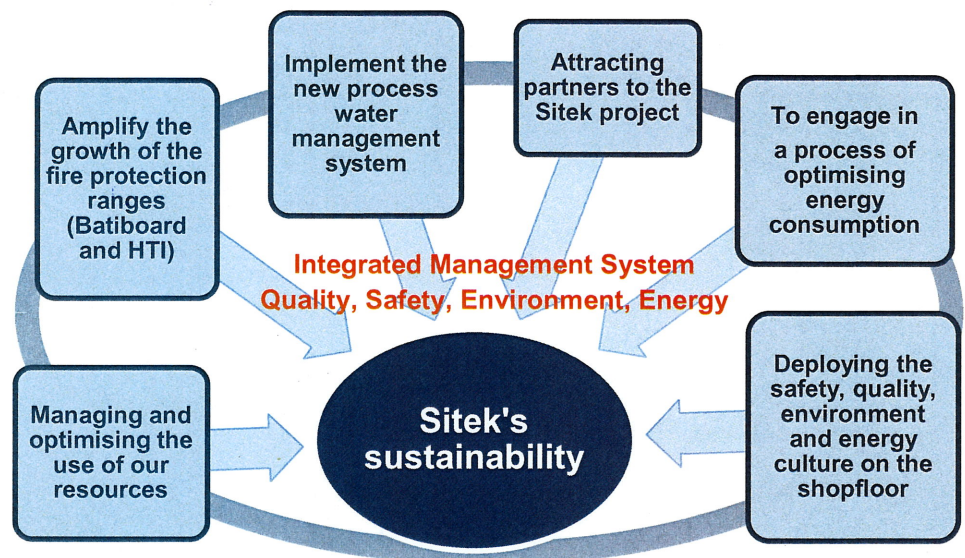 Implement the
new process
water
management
system
Attracting
partners to the
Sitek project
Amplify the
growth of the
fire protection
ranges
(Batiboard
and HTI)
To engage in
a process of
optimising
energy
consumption
Integrated Management System
Quality, Safety, Environment, Energy
Managing and
optimising the
use of our
resources
Sitek's
sustainability
Deploying the
safety, quality,
environment
and energy
culture on the
shopfloor